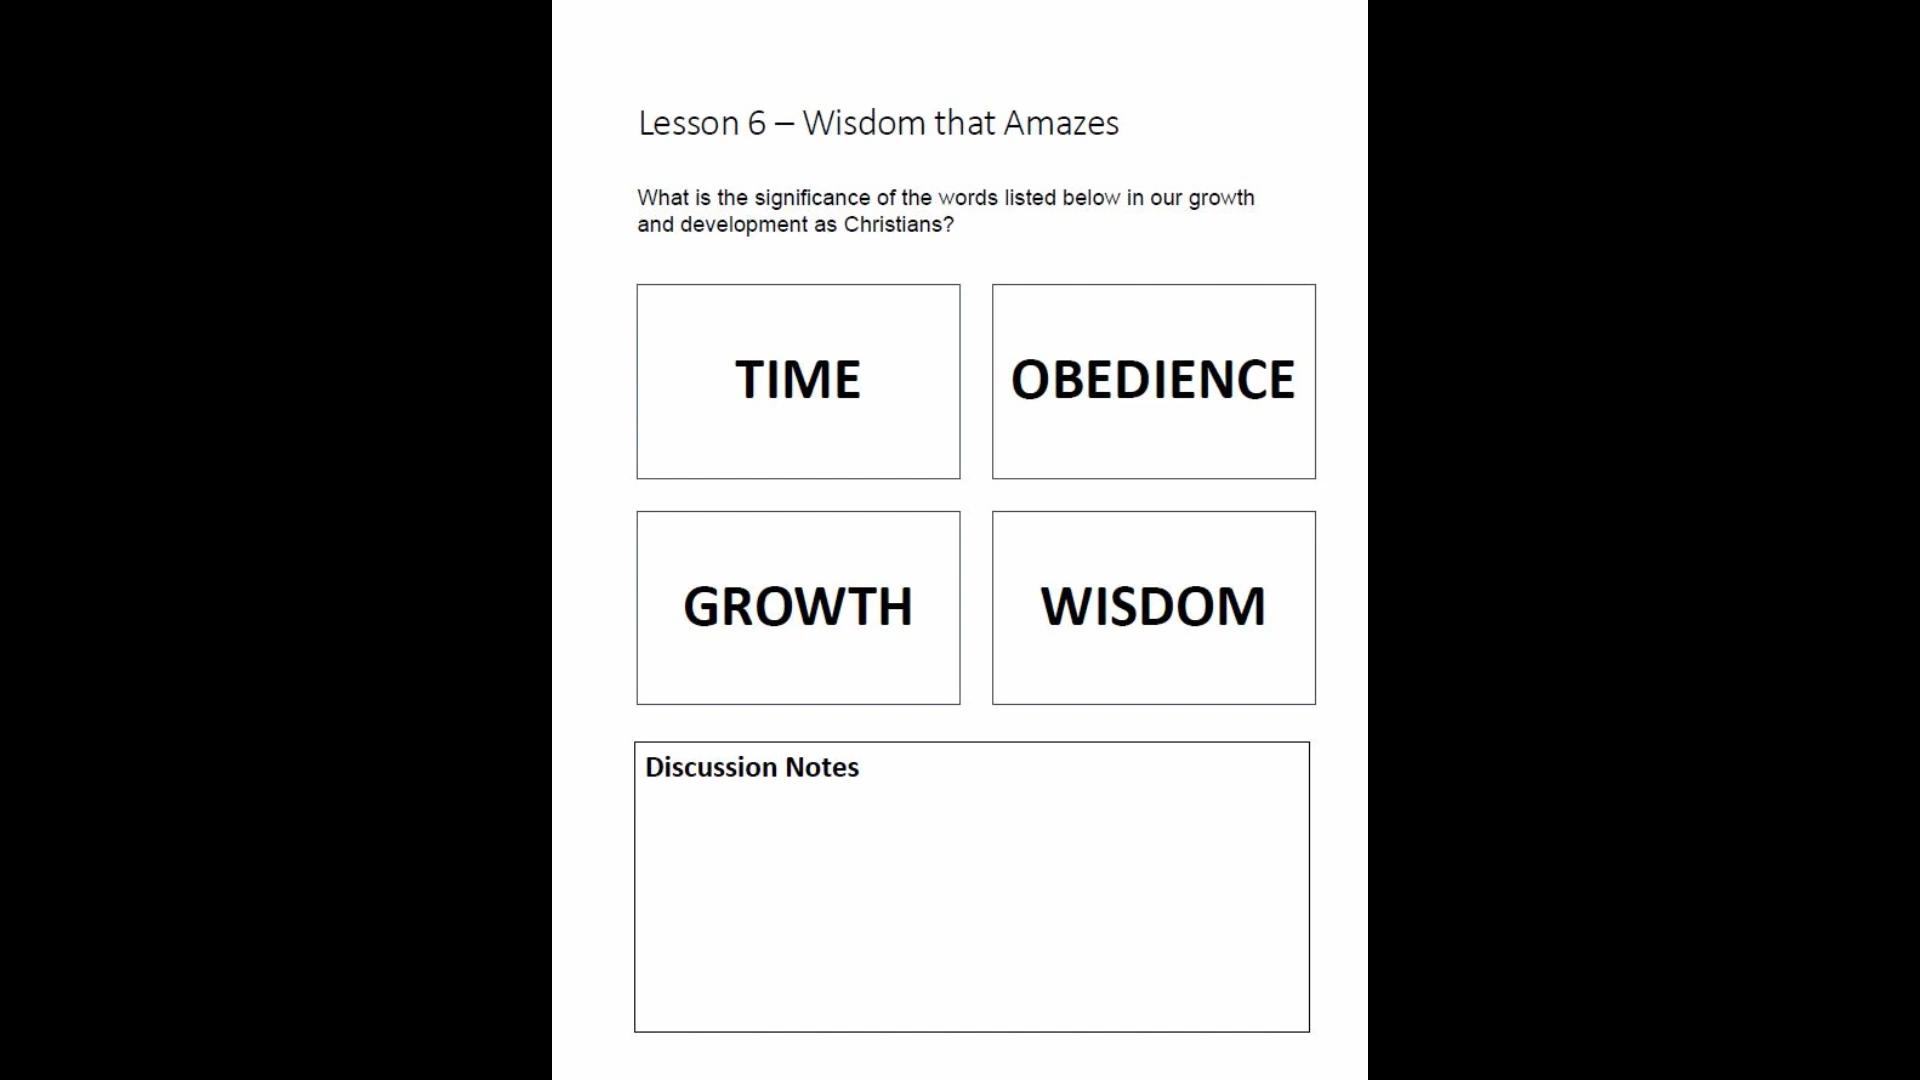 Lesson 6 – Wisdom that Amazes
What is the significance of the words listed below in our growth
and development as Christians?
TIME
OBEDIENCE
GROWTH
WISDOM
Discussion Notes